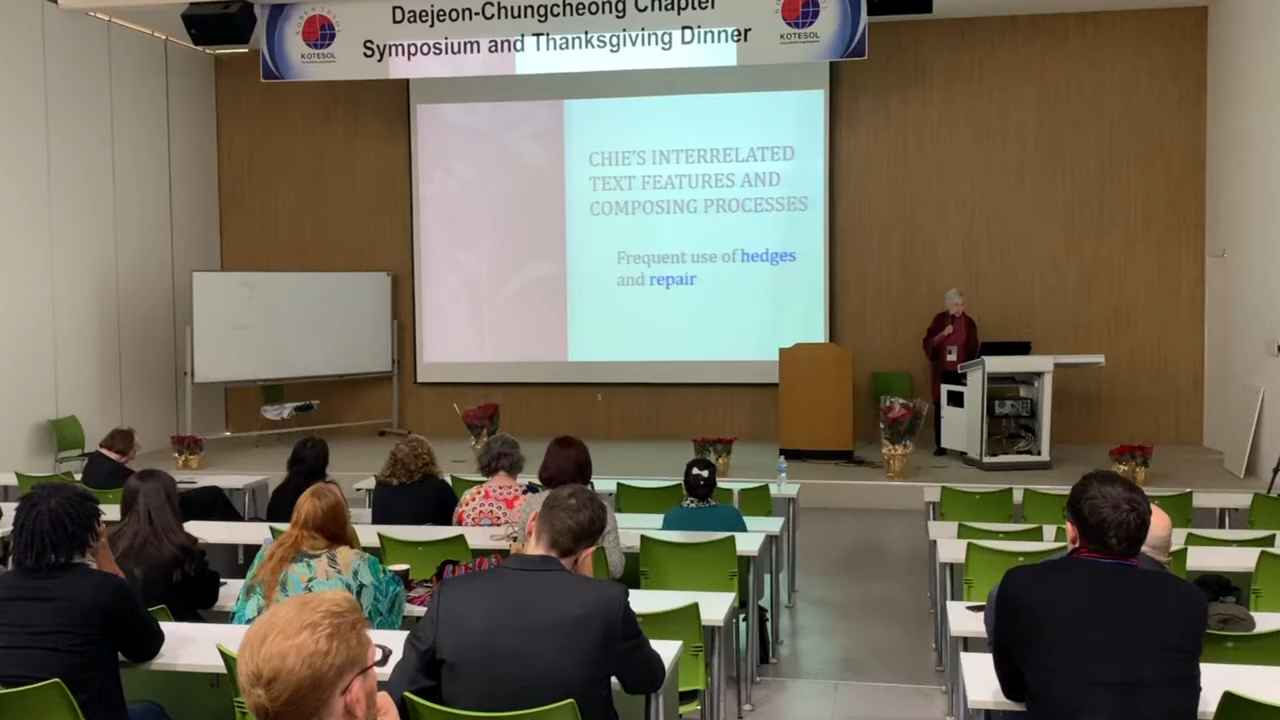 Daejeon-Chungcheong Chapter
Symposium and Thanksgiving Dinner
KOTESOL
KOTESOL
CHIE'S INTERRELATED
TEXT FEATURES AND
COMPOSING PROCESSES
Frequent use of hedges
and repair